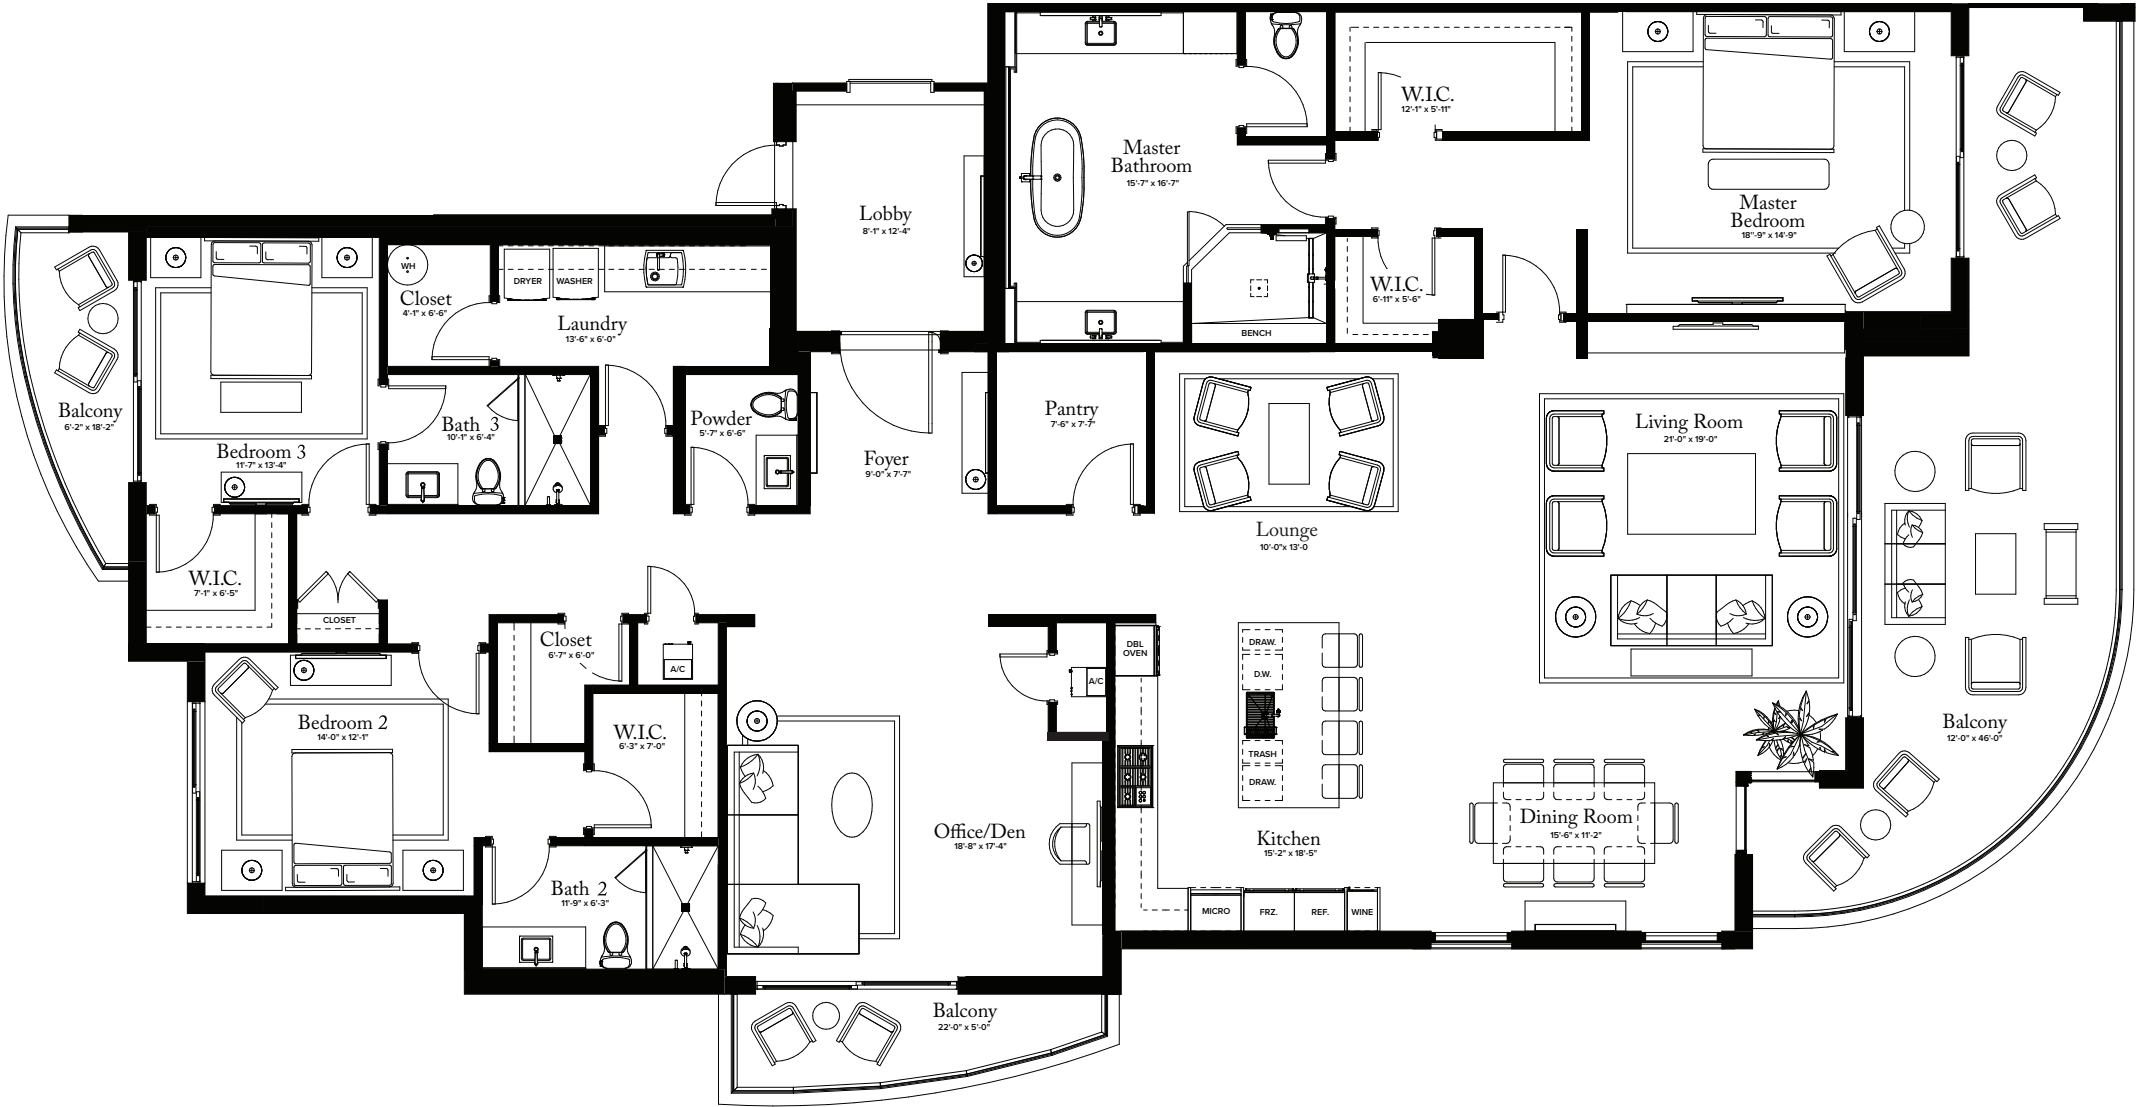 W.I.C.
12'-1" x 5'-11"
Master
Bathroom
15'-7" x 16'-7"
Master
Bedroom
18"-9" x 14'-9"
Lobby
8'-1" x 12'-4"
WH
Closet
4'-1" x 6'-6"
DRYER
WASHER
Laundry
13'-6" x 6'-0"
W.I.C.
6'-11" x 5'-6"
BENCH
Balcony
6'-2" x 18'-2"
Bedroom 3
11'-7" x 13'-4"
Bath 3
10'-1" x 6'-4"
Powder
5'-7" x 6'-6"
Foyer
9'-0" x 7'-7"
Pantry
7'-6" x 7'-7"
Lounge
10'-0"x 13'-0
Living Room
21'-0" x 19'-0"
W.I.C.
7'-1" x 6'-5"
CLOSET
Closet
6'-7" x 6'-0"
A/C
A/C
DBL
OVEN
DRAW.
D.W.
TRASH
DRAW.
Bedroom 2
14'-0" x 12'-1"
W.I.C.
6'-3" x 7'-0"
Balcony
12'-0" x 46'-0"
Office/Den
18'-8" x 17'-4"
Kitchen
15'-2" x 18'-5"
Dining Room
15'-6" x 11'-2"
Bath 2
11'-9" x 6'-3"
MICRO
FRZ.
REF.
WINE
Balcony
22'-0" x 5'-0"